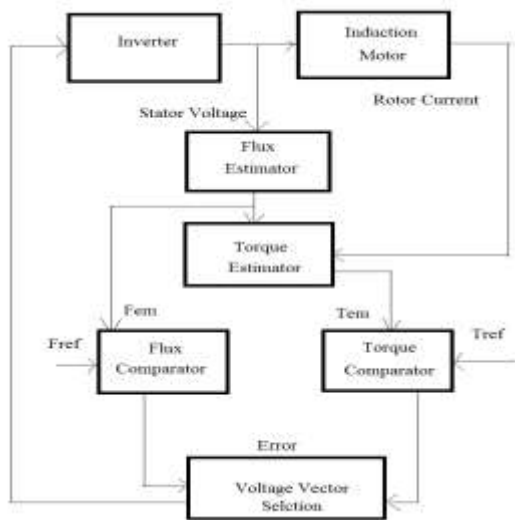 Inverter
Induction
Motor
Rotor Current
Stator Voltage
Flux
Estimator
Torque
Estimator
Fem
Tem
Fref
Flux
Comparator
Torque
Comparator
Tref
Error
Voltage Vector
Selction